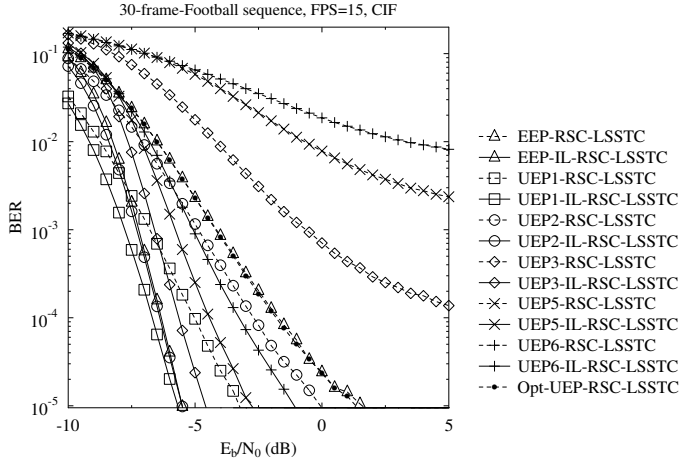 30-frame-Football sequence, FPS=15, CIF
10^-1
10^-2
10^-3
10^-4
10^-5
BER
-10
-5
0
5
E_b/N_0 (dB)
EEP-RSC-LSSTC
EEP-IL-RSC-LSSTC
UEP1-RSC-LSSTC
UEP1-IL-RSC-LSSTC
UEP2-RSC-LSSTC
UEP2-IL-RSC-LSSTC
UEP3-RSC-LSSTC
UEP3-IL-RSC-LSSTC
UEP5-RSC-LSSTC
UEP5-IL-RSC-LSSTC
UEP6-RSC-LSSTC
UEP6-IL-RSC-LSSTC
Opt-UEP-RSC-LSSTC